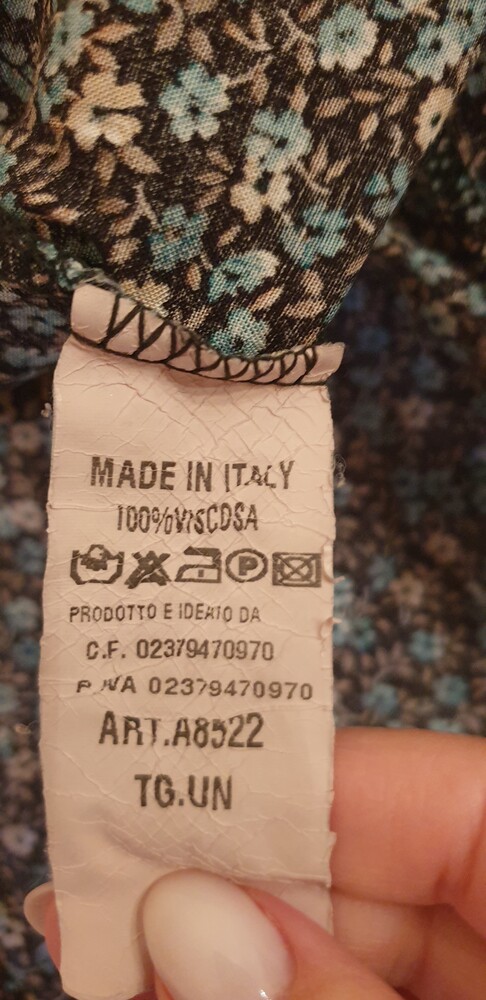 MADE IN ITALY
100%VISCOSA
P
PRODOTTO E IDEATO DA
C.F. 02379470970
P.IVA 02379470970
ART.A8522
TG.UN